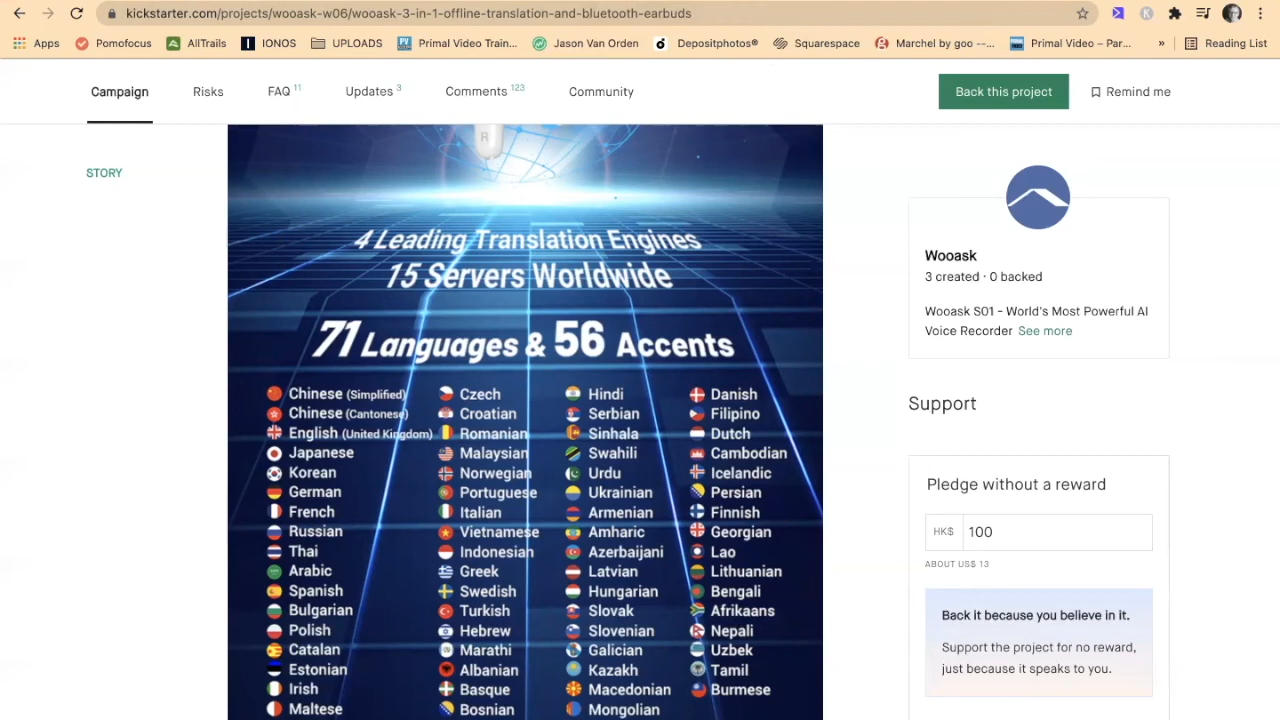 kickstarter.com/projects/wooask-w06/wooask-3-in-1-offline-translation-and-bluetooth-earbuds
Apps
Pomofocus
AllTrails
IONOS
UPLOADS
Primal Video Train...
Jason Van Orden
Depositphotos®
Squarespace
Marchel by goo --...
Primal Video – Par...
»
Reading List
Campaign
Risks
FAQ 11
Updates 3
Comments 123
Community
Back this project
Remind me
STORY
R
4 Leading Translation Engines
15 Servers Worldwide
71 Languages & 56 Accents
Chinese (Simplified)
Chinese (Cantonese)
English (United Kingdom)
Japanese
Korean
German
French
Russian
Thai
Arabic
Spanish
Bulgarian
Polish
Catalan
Estonian
Irish
Maltese
Czech
Croatian
Romanian
Malaysian
Norwegian
Portuguese
Italian
Vietnamese
Indonesian
Greek
Swedish
Turkish
Hebrew
Marathi
Albanian
Basque
Bosnian
Hindi
Serbian
Sinhala
Swahili
Urdu
Ukrainian
Armenian
Amharic
Azerbaijani
Latvian
Hungarian
Slovak
Slovenian
Galician
Kazakh
Macedonian
Mongolian
Danish
Filipino
Dutch
Cambodian
Icelandic
Persian
Finnish
Georgian
Lao
Lithuanian
Bengali
Afrikaans
Nepali
Uzbek
Tamil
Burmese
Wooask
3 created · 0 backed
Wooask S01 - World's Most Powerful AI
Voice Recorder See more
Support
Pledge without a reward
HK$ 100
ABOUT US$ 13
Back it because you believe in it.
Support the project for no reward,
just because it speaks to you.